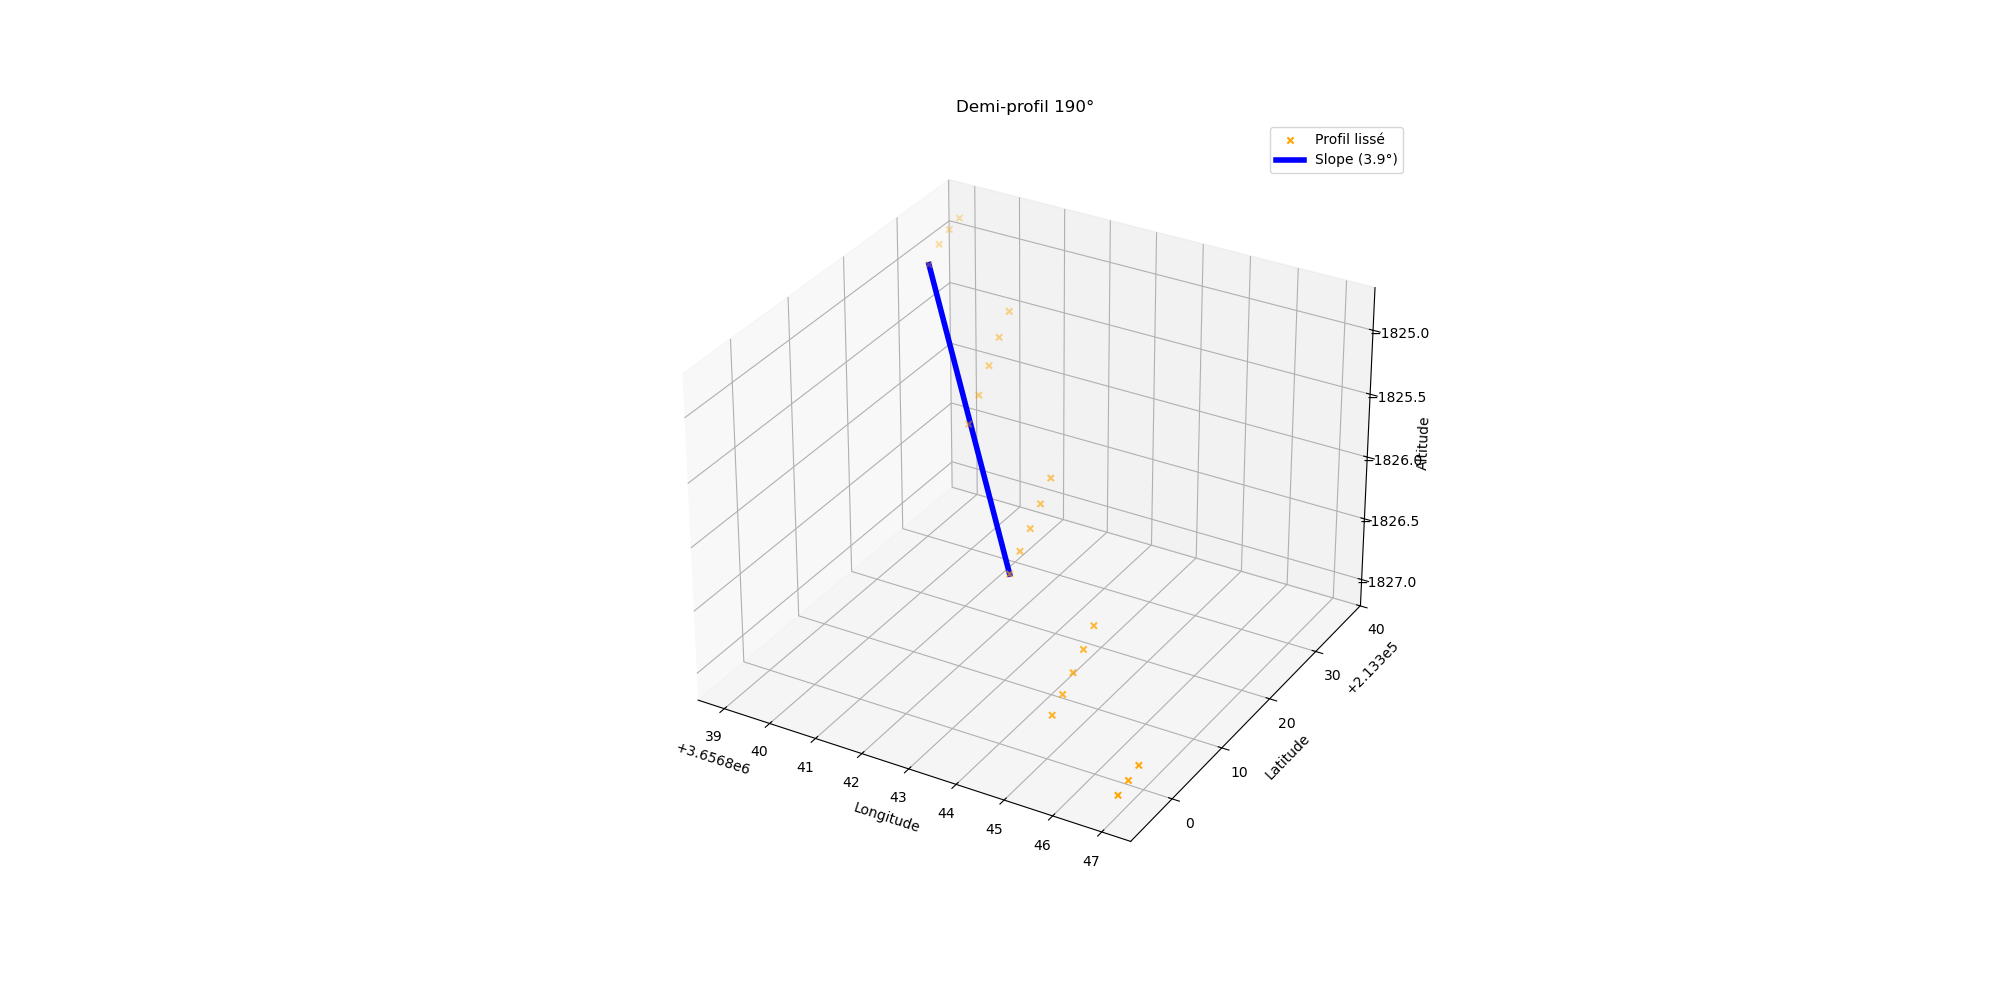 Demi-profil 190°
Profil lissé
Slope (3.9°)
−1825.0
−1825.5
−1826.0
−1826.5
−1827.0
Altitude
40
30
20
10
0
+2.133e5
Latitude
39
40
41
42
43
44
45
46
47
+3.6568e6
Longitude